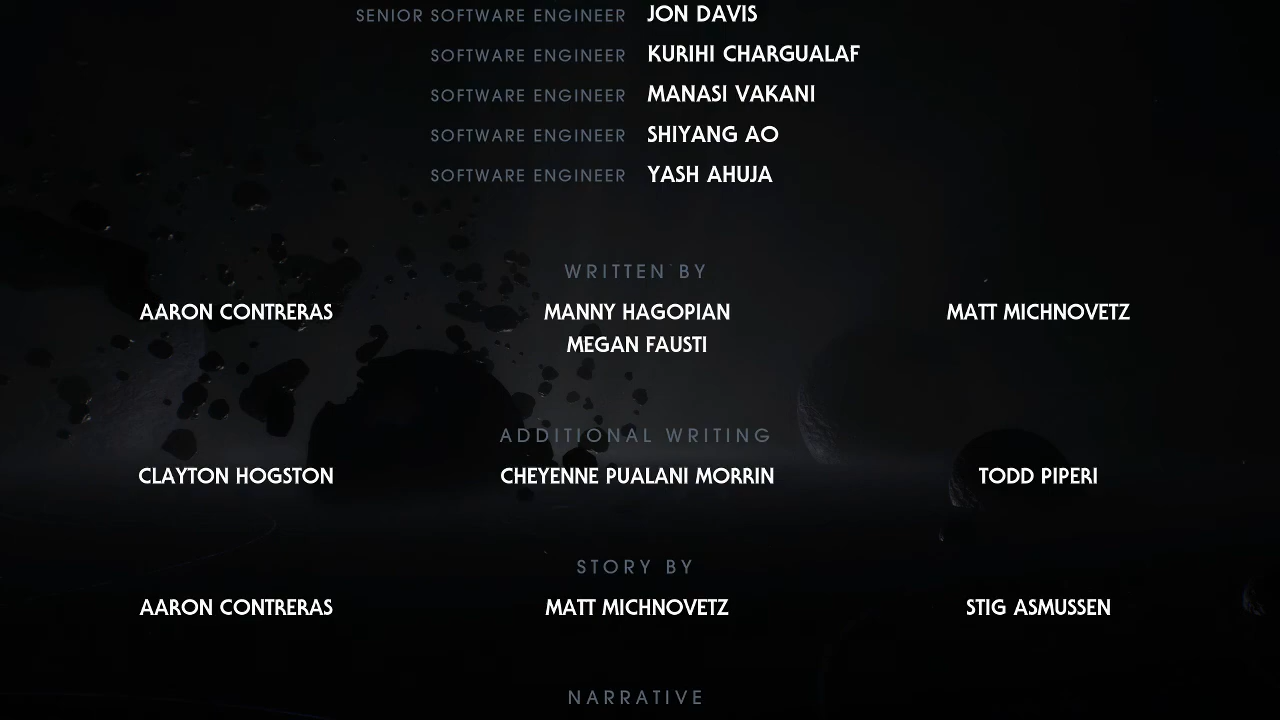 SENIOR SOFTWARE ENGINEER JON DAVIS
SOFTWARE ENGINEER KURIHI CHARGUALAF
SOFTWARE ENGINEER MANASI VAKANI
SOFTWARE ENGINEER SHIYANG AO
SOFTWARE ENGINEER YASH AHUJA
WRITTEN BY
AARON CONTRERAS MANNY HAGOPIAN MATT MICHNOVETZ
MEGAN FAUSTI
ADDITIONAL WRITING
CLAYTON HOGSTON CHEYENNE PUALANI MORRIN TODD PIPERI
STORY BY
AARON CONTRERAS MATT MICHNOVETZ STIG ASMUSSEN
NARRATIVE